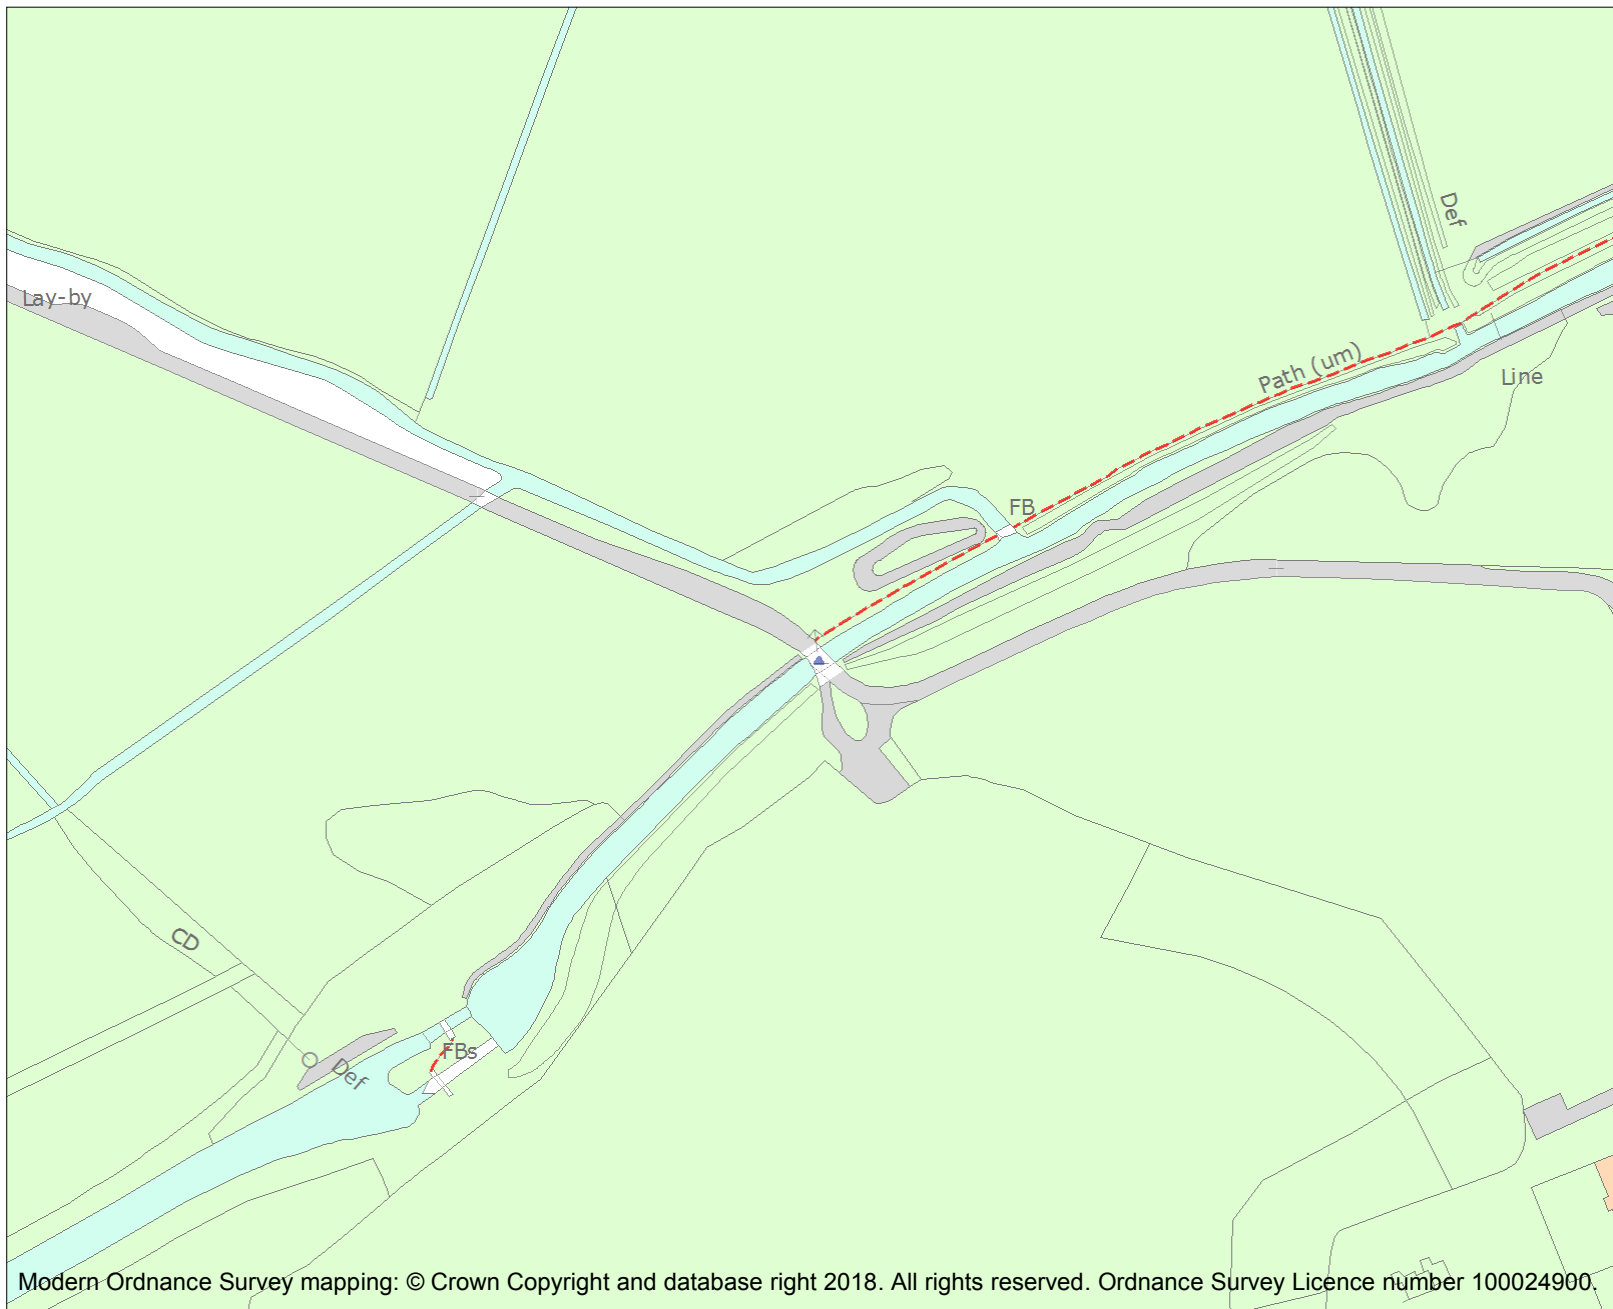 Def
Lay-by
Path (um)
Line
FB
CD
FBs
Def
Modern Ordnance Survey mapping: © Crown Copyright and database right 2018. All rights reserved. Ordnance Survey Licence number 100024900.